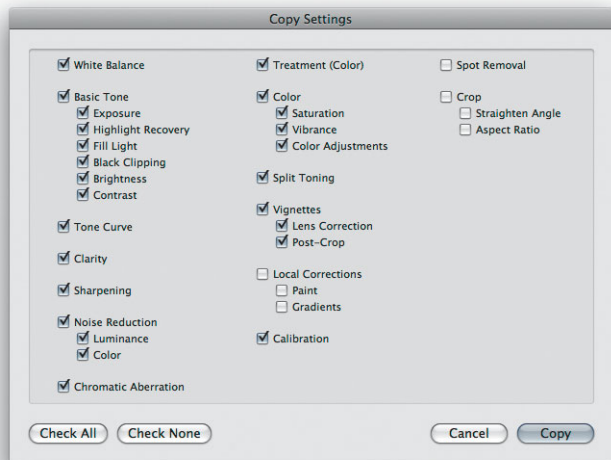 Copy Settings
White Balance
Basic Tone
Exposure
Highlight Recovery
Fill Light
Black Clipping
Brightness
Contrast
Tone Curve
Clarity
Sharpening
Noise Reduction
Luminance
Color
Chromatic Aberration
Treatment (Color)
Color
Saturation
Vibrance
Color Adjustments
Split Toning
Vignettes
Lens Correction
Post-Crop
Local Corrections
Paint
Gradients
Calibration
Spot Removal
Crop
Straighten Angle
Aspect Ratio
Check All
Check None
Cancel
Copy